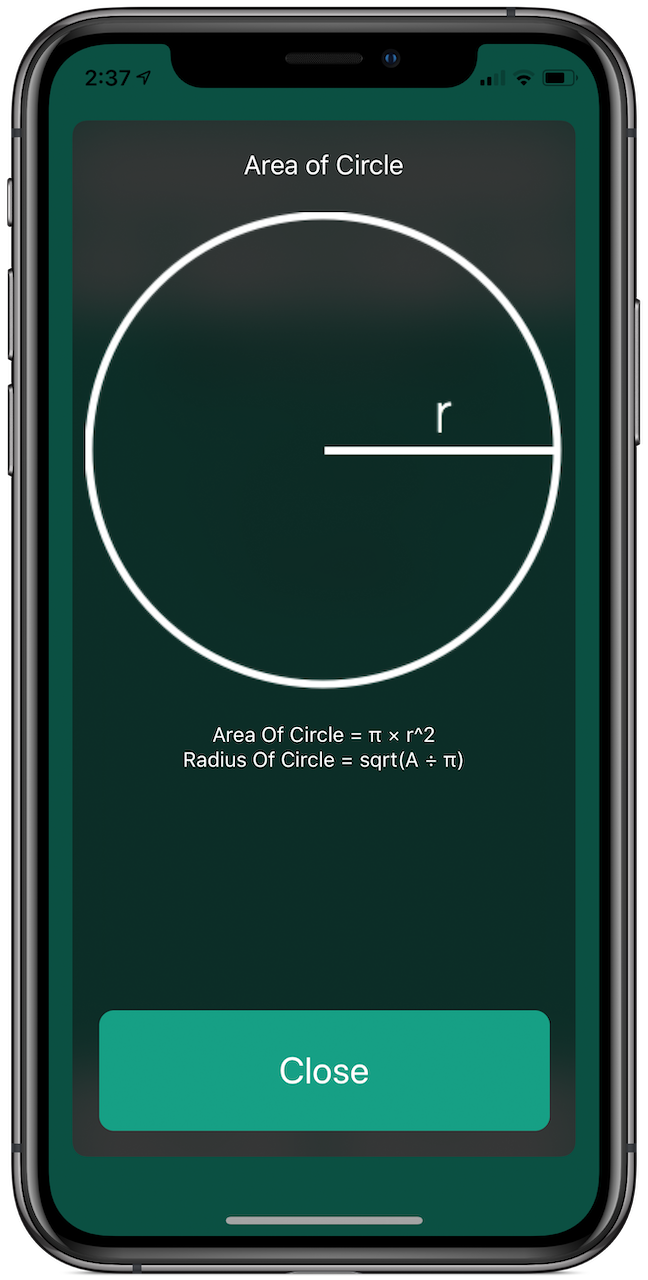 2:37
Area of Circle
r
Area Of Circle = π × r^2
Radius Of Circle = sqrt(A ÷ π)
Close